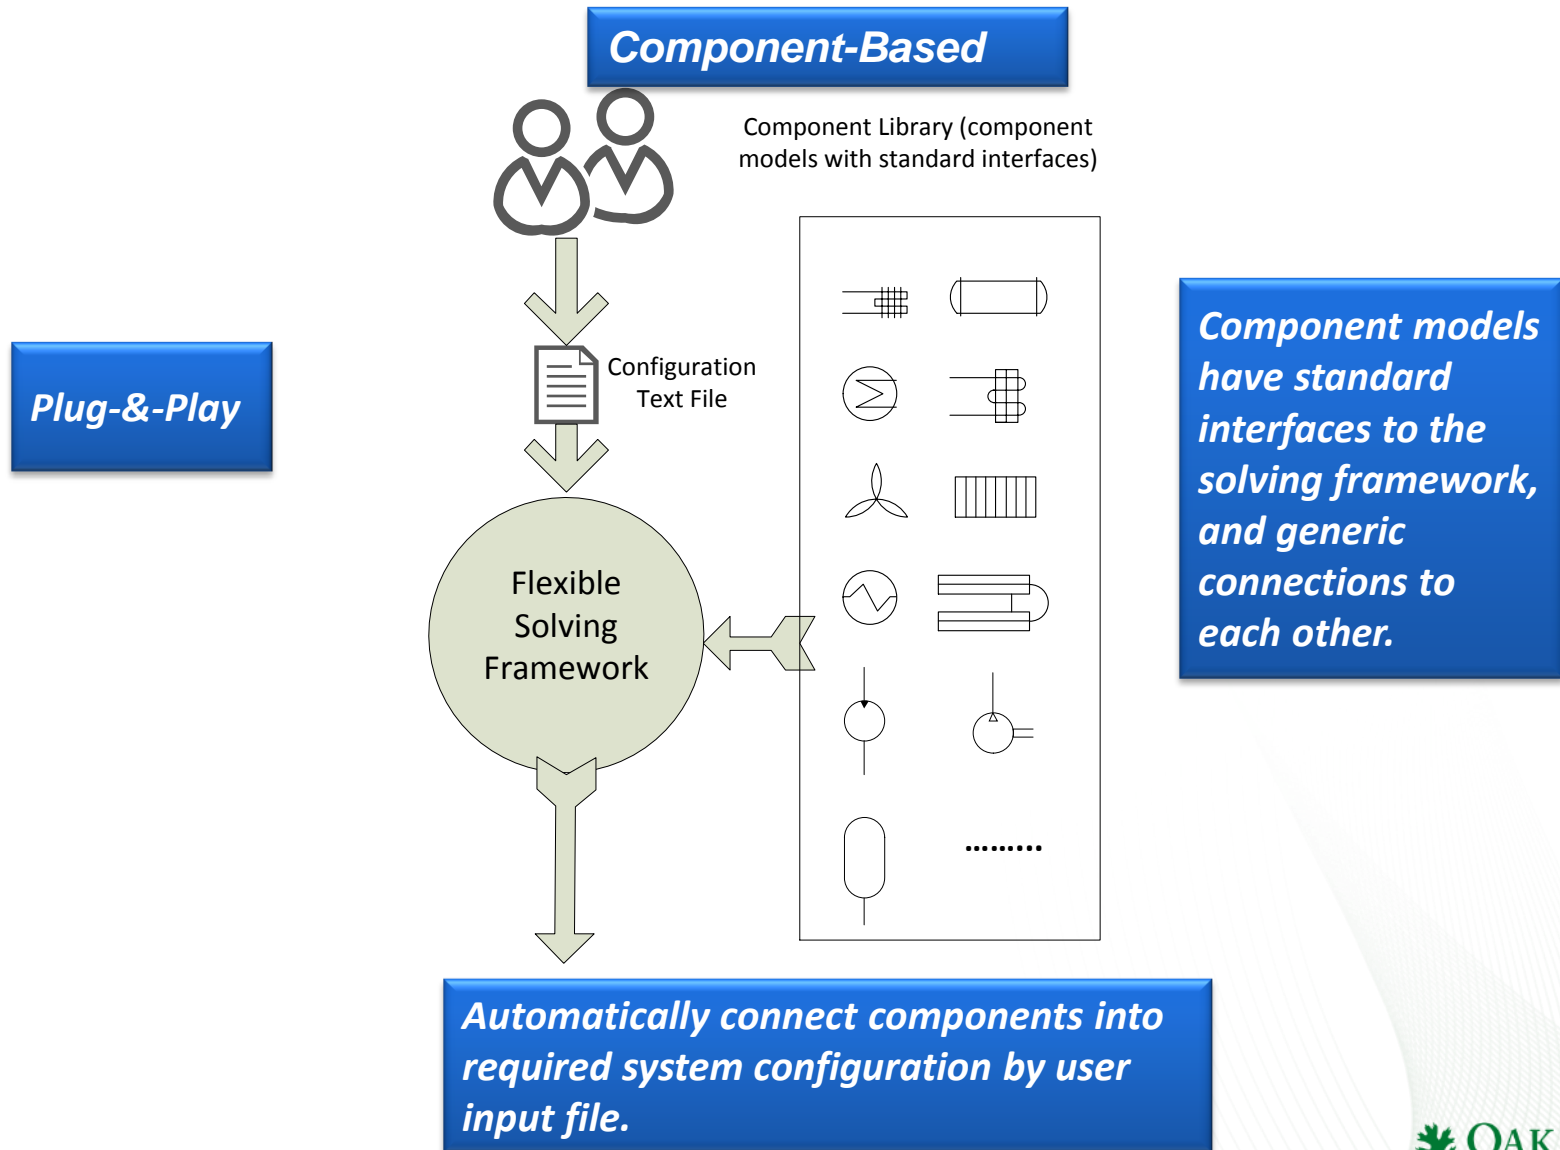 Component-Based
Component Library (component
models with standard interfaces)
Plug-&-Play
Configuration
Text File
Component models
have standard
interfaces to the
solving framework,
and generic
connections to
each other.
Flexible
Solving
Framework
.........
Automatically connect components into
required system configuration by user
input file.
OAK